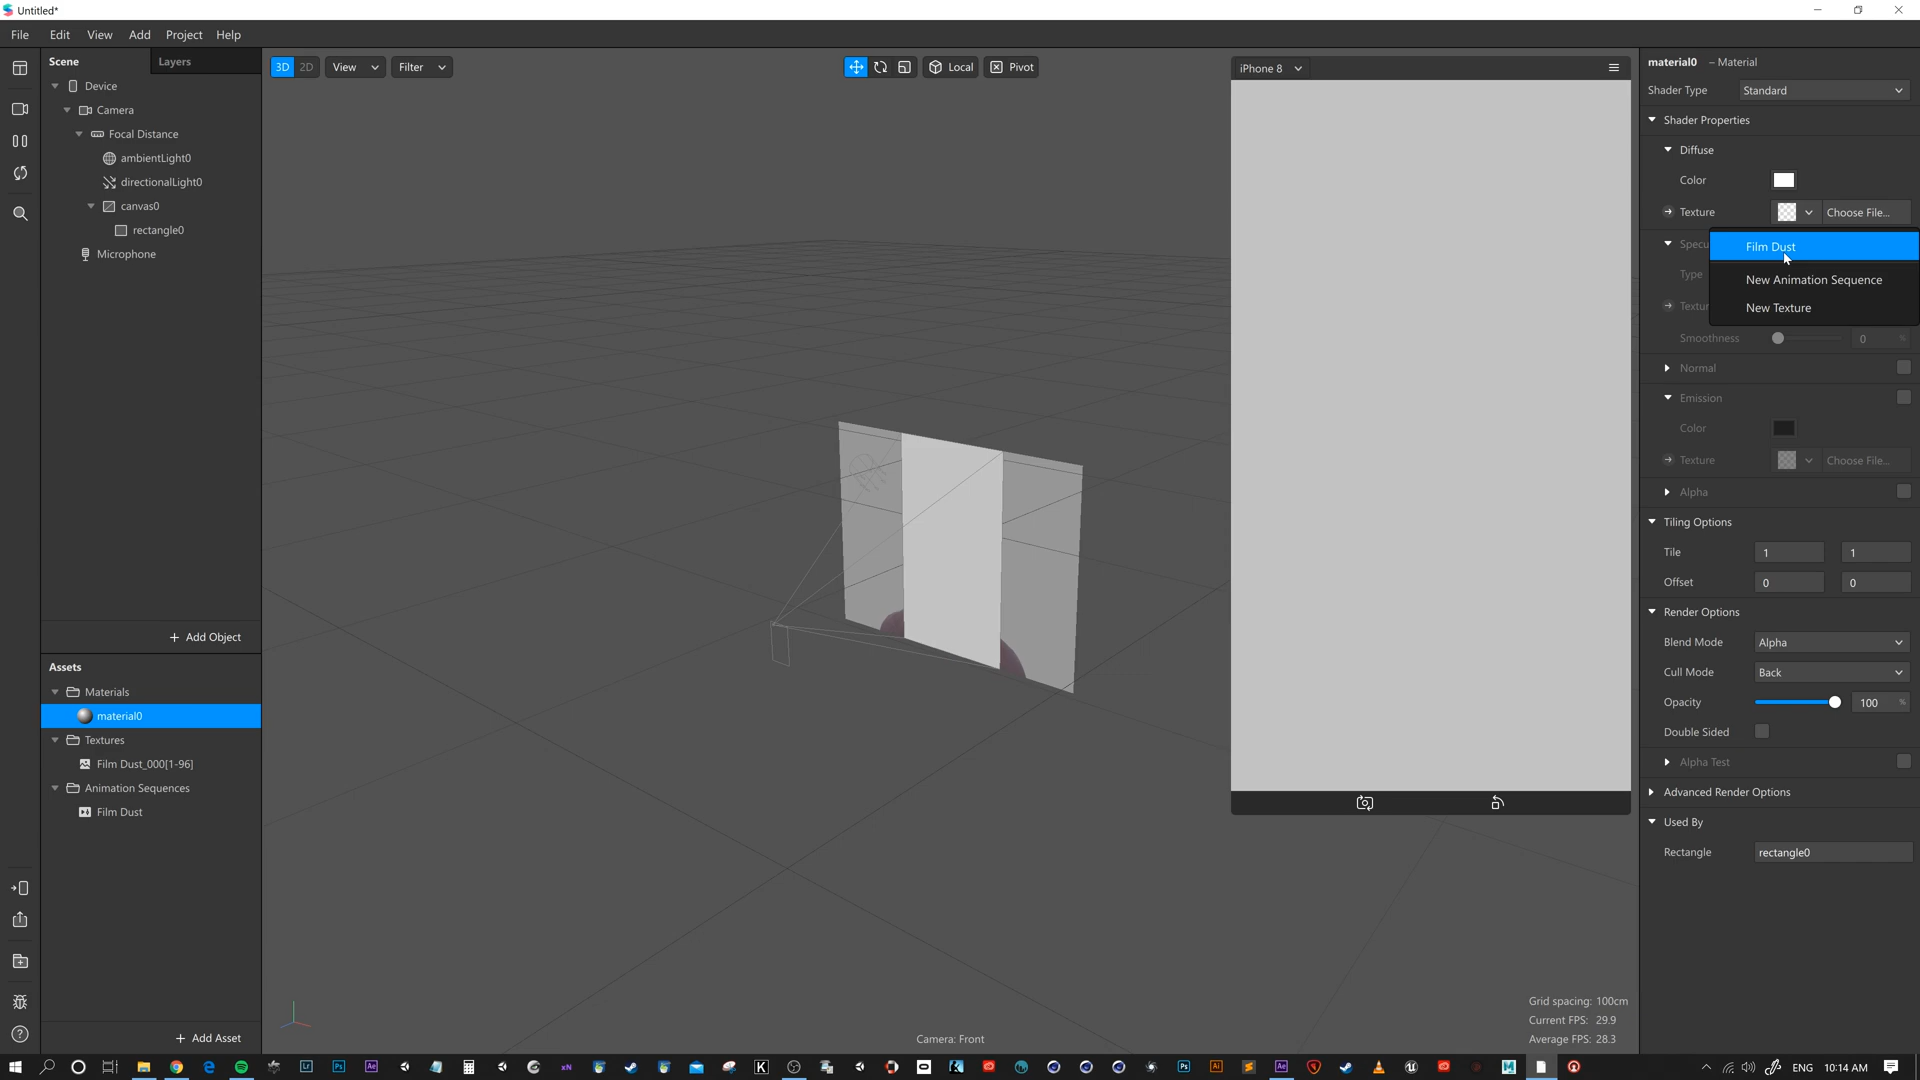 Untitled*
File Edit View Add Project Help
Scene Layers
Device
Camera
Focal Distance
ambientLight0
directionalLight0
canvas0
rectangle0
Microphone
+ Add Object
Assets
Materials
material0
Textures
Film Dust_000[1-96]
Animation Sequences
Film Dust
+ Add Asset
3D 2D View Filter
Local Pivot
iPhone 8
Camera: Front
Grid spacing: 100cm
Current FPS: 29.9
Average FPS: 28.3
material0 – Material
Shader Type Standard
Shader Properties
Diffuse
Color
Texture Choose File...
Specu
Film Dust
Type
New Animation Sequence
Textur
New Texture
Smoothness 0 %
Normal
Emission
Color
Texture Choose File...
Alpha
Tiling Options
Tile 1 1
Offset 0 0
Render Options
Blend Mode Alpha
Cull Mode Back
Opacity 100 %
Double Sided
Alpha Test
Advanced Render Options
Used By
Rectangle rectangle0
ENG 10:14 AM